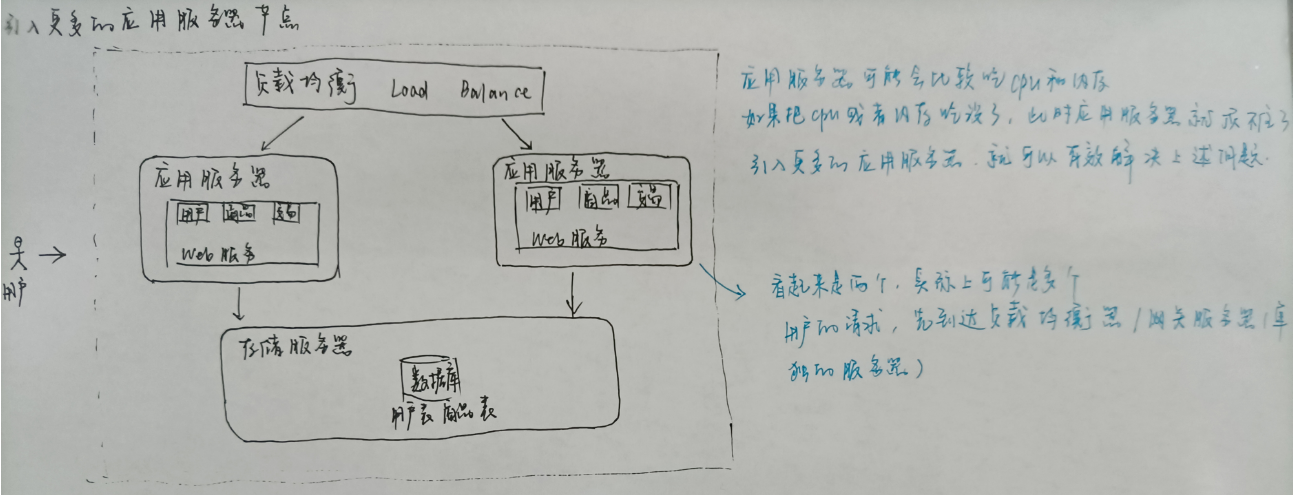 引入更多的应用服务器节点
负载均衡 Load Balance
应用服务器
用户 商品 交易
Web 服务
应用服务器
用户 商品 交易
Web 服务
用户
存储服务器
数据库
用户表 商品表
应用服务器可能会比较吃cpu和内存
如果把cpu或者内存吃没了，此时应用服务器就顶不住了
引入更多的应用服务器，就可以有效解决上述问题.
看起来是两个，实际上可能是多个
用户的请求，先到达负载均衡器/网关服务器(单
独的服务器)